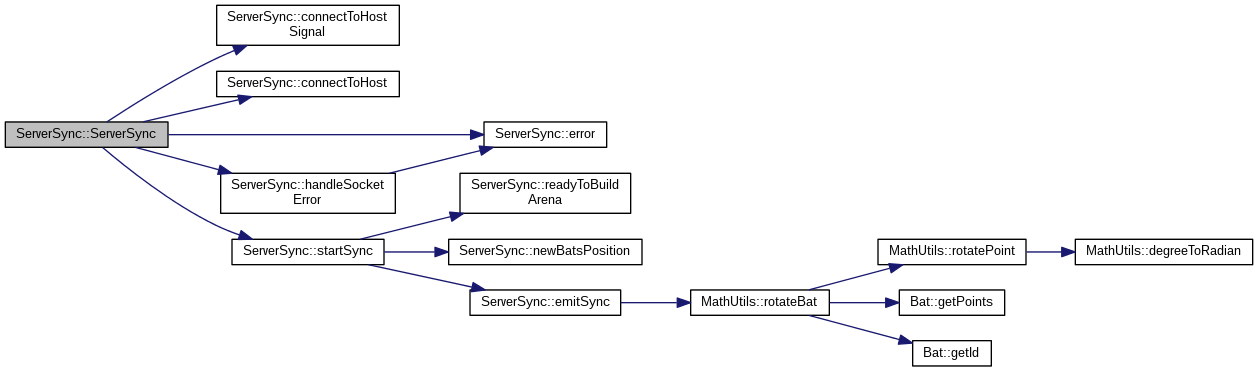 ServerSync::connectToHost
Signal
ServerSync::connectToHost
ServerSync::ServerSync
ServerSync::error
ServerSync::handleSocket
Error
ServerSync::readyToBuild
Arena
ServerSync::startSync
ServerSync::newBatsPosition
MathUtils::rotatePoint
MathUtils::degreeToRadian
ServerSync::emitSync
MathUtils::rotateBat
Bat::getPoints
Bat::getId